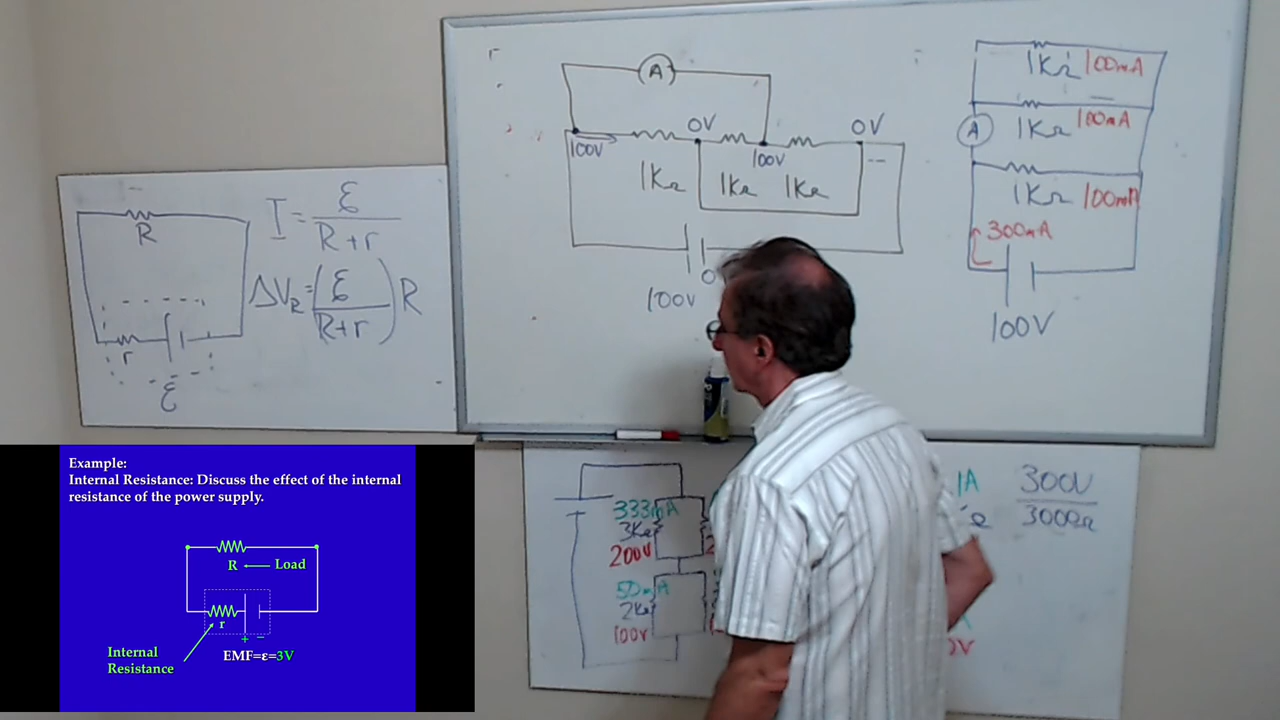 R
I = ε / R+r
ΔV_R = (ε / R+r) R
r
ε
A
100V
0V
100V
0V
1KΩ
1KΩ
1KΩ
100V
1KΩ 100mA
1KΩ 100mA
A
1KΩ 100mA
300mA
100V
333mA
3KΩ
200V
50mA
2KΩ
100V
1A
300V
300Ω
Example:
Internal Resistance: Discuss the effect of the internal
resistance of the power supply.
R ← Load
r
+ −
Internal
Resistance
EMF=ε=3V